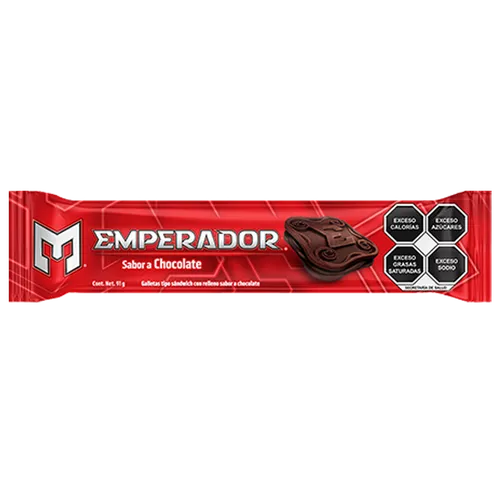 M
EMPERADOR
Sabor a Chocolate
Cont. Net. 91 g
Galletas tipo sándwich con relleno sabor a chocolate
EXCESO
CALORÍAS
EXCESO
AZÚCARES
EXCESO
GRASAS
SATURADAS
EXCESO
SODIO
SECRETARÍA DE SALUD